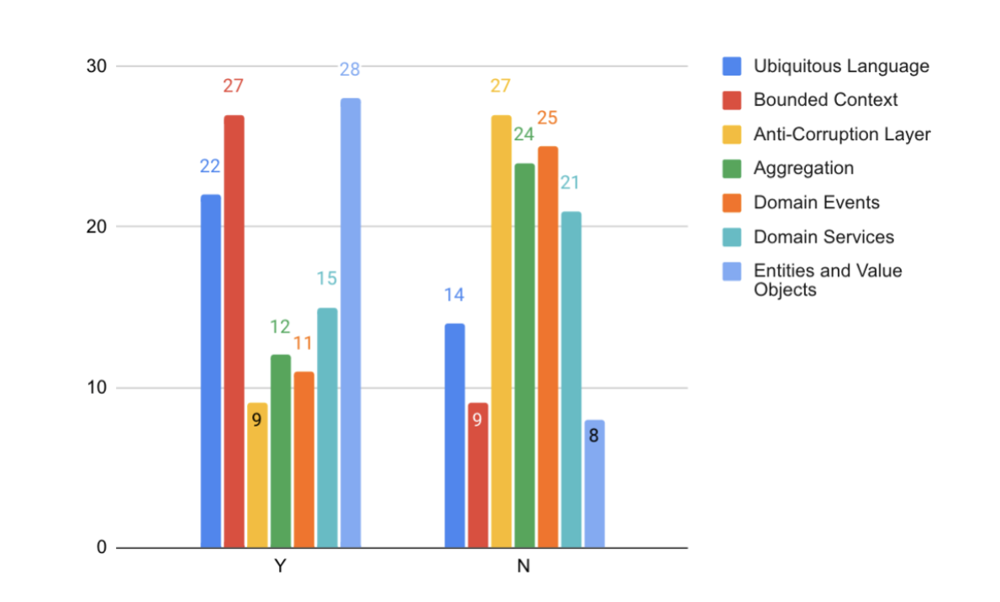 30
20
10
0
22
27
9
12
11
15
28
14
9
27
24
25
21
8
Y
N
Ubiquitous Language
Bounded Context
Anti-Corruption Layer
Aggregation
Domain Events
Domain Services
Entities and Value
Objects